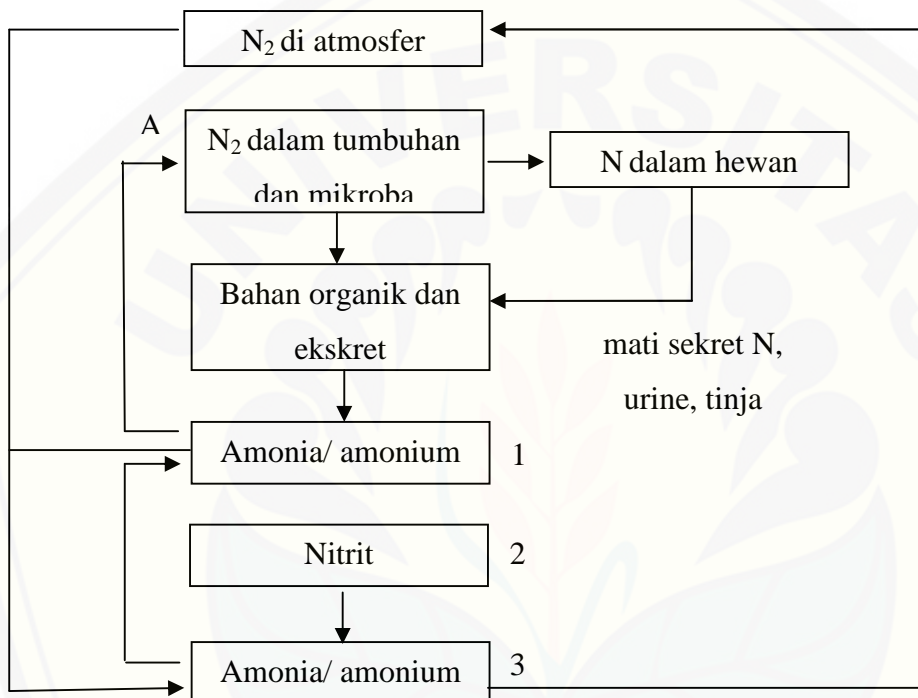 N₂ di atmosfer
A
N₂ dalam tumbuhan
dan mikroba
N dalam hewan
Bahan organik dan
ekskret
mati sekret N,
urine, tinja
Amonia/ amonium
1
Nitrit
2
Amonia/ amonium
3
UNIVERSITAS